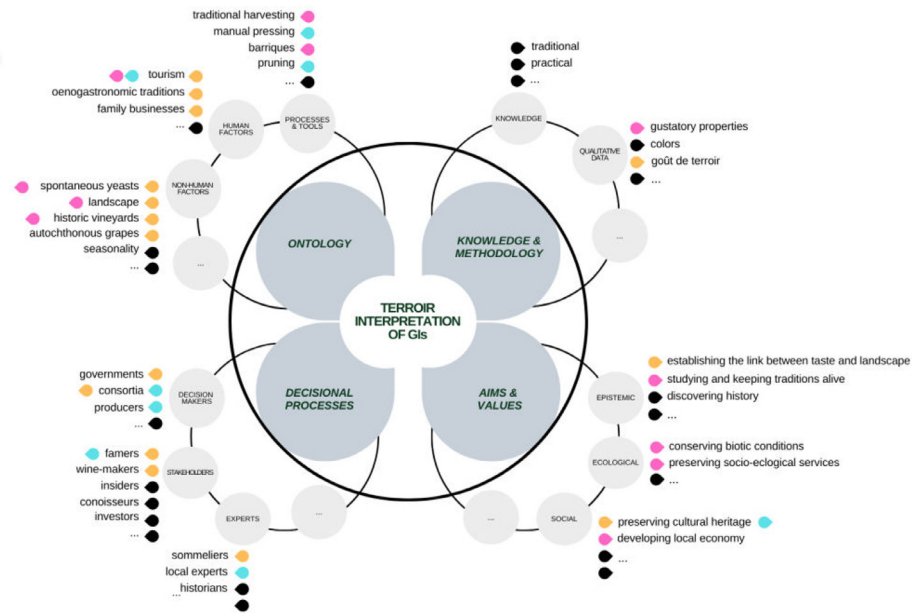 traditional harvesting
manual pressing
barriques
pruning
...
tourism
oenogastronomic traditions
family businesses
...
HUMAN
FACTORS
PROCESSES
& TOOLS
spontaneous yeasts
landscape
historic vineyards
autochthonous grapes
seasonality
...
NON-HUMAN
FACTORS
...
ONTOLOGY
traditional
practical
...
KNOWLEDGE
QUALITATIVE
DATA
gustatory properties
colors
goût de terroir
...
...
KNOWLEDGE &
METHODOLOGY
TERROIR
INTERPRETATION
OF GIs
governments
consortia
producers
...
DECISION
MAKERS
DECISIONAL
PROCESSES
famers
wine-makers
insiders
conoisseurs
investors
...
STAKEHOLDERS
EXPERTS
...
sommeliers
local experts
historians
...
AIMS &
VALUES
EPISTEMIC
establishing the link between taste and landscape
studying and keeping traditions alive
discovering history
...
ECOLOGICAL
conserving biotic conditions
preserving socio-eclogical services
...
SOCIAL
...
preserving cultural heritage
developing local economy
...